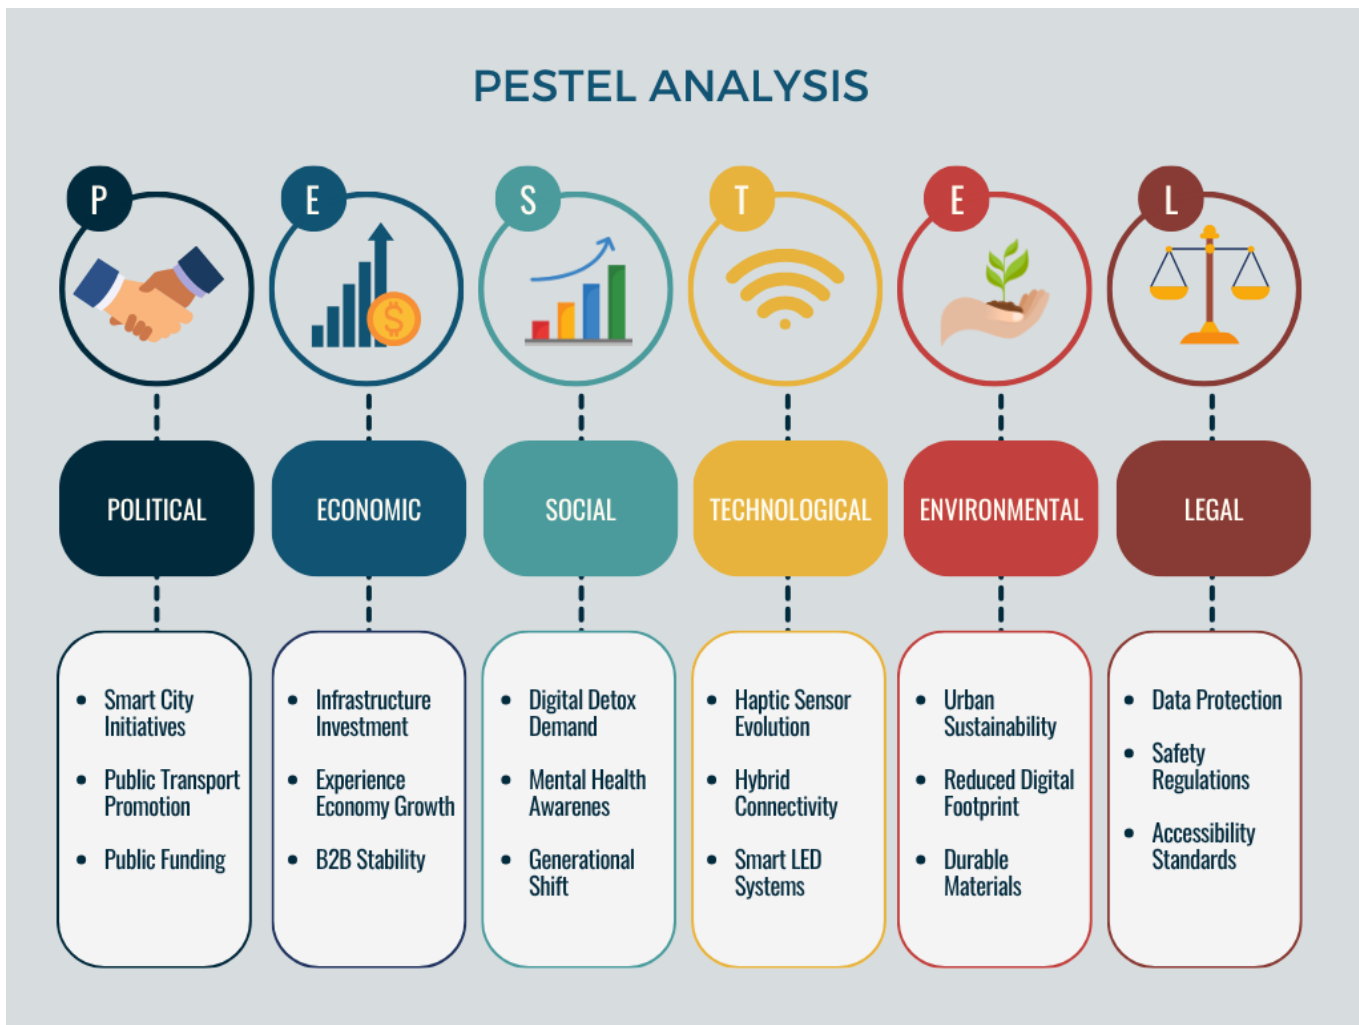 PESTEL ANALYSIS
P
E
S
T
E
L
$
POLITICAL
ECONOMIC
SOCIAL
TECHNOLOGICAL
ENVIRONMENTAL
LEGAL
Smart City
Initiatives
Public Transport
Promotion
Public Funding
Infrastructure
Investment
Experience
Economy Growth
B2B Stability
Digital Detox
Demand
Mental Health
Awarenes
Generational
Shift
Haptic Sensor
Evolution
Hybrid
Connectivity
Smart LED
Systems
Urban
Sustainability
Reduced Digital
Footprint
Durable
Materials
Data Protection
Safety
Regulations
Accessibility
Standards